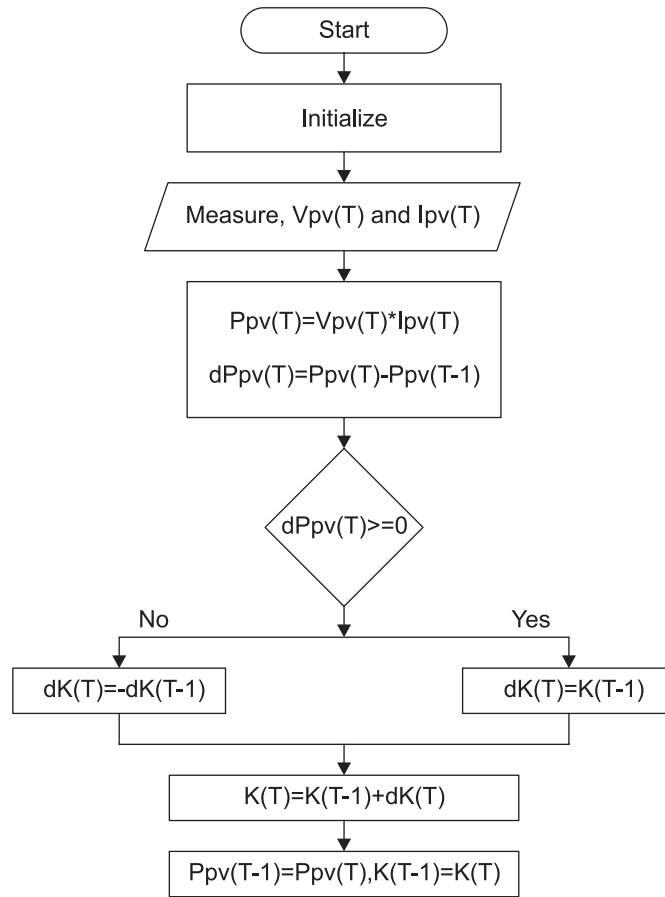 Start
Initialize
Measure, Vpv(T) and Ipv(T)
Ppv(T)=Vpv(T)*Ipv(T)
dPpv(T)=Ppv(T)-Ppv(T-1)
dPpv(T)>=0
No
Yes
dK(T)=-dK(T-1)
dK(T)=K(T-1)
K(T)=K(T-1)+dK(T)
Ppv(T-1)=Ppv(T),K(T-1)=K(T)